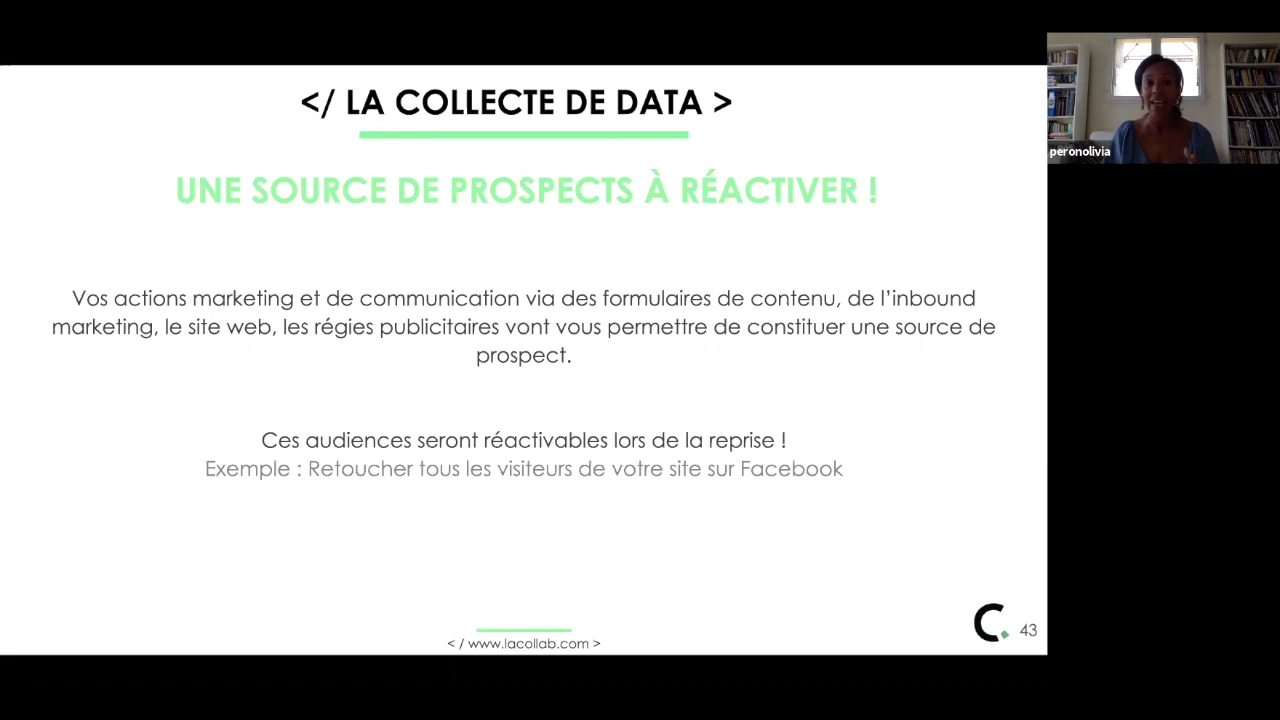 </ LA COLLECTE DE DATA >
UNE SOURCE DE PROSPECTS À RÉACTIVER !
Vos actions marketing et de communication via des formulaires de contenu, de l’inbound
marketing, le site web, les régies publicitaires vont vous permettre de constituer une source de
prospect.
Ces audiences seront réactivables lors de la reprise !
Exemple : Retoucher tous les visiteurs de votre site sur Facebook
</ www.lacollab.com >
C.
43
peronolivia